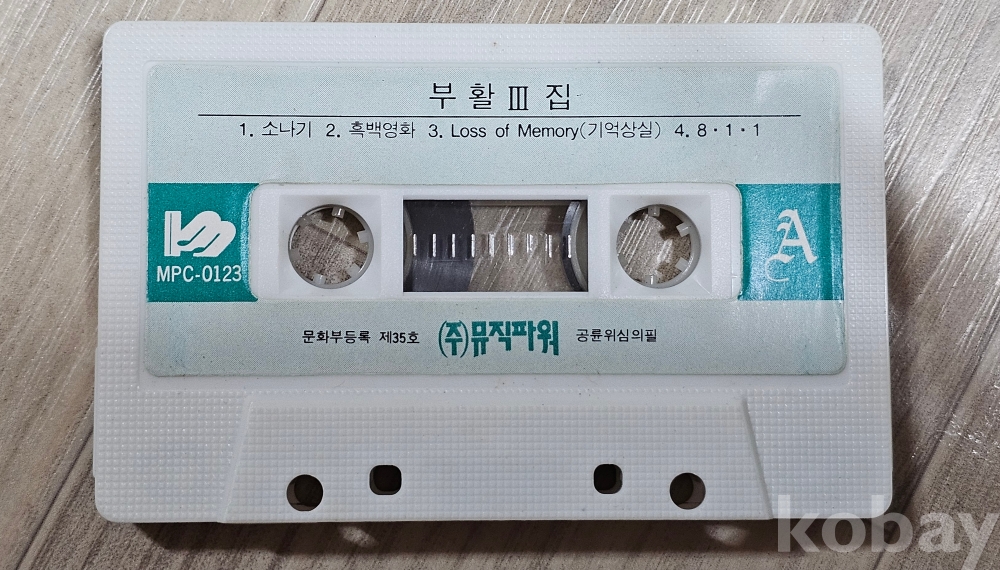 부활 III 집
1. 소나기 2. 흑백영화 3. Loss of Memory(기억상실) 4. 8·1·1
MPC-0123
A
문화부등록 제35호 (주)뮤직파워 공륜위심의필
kobay